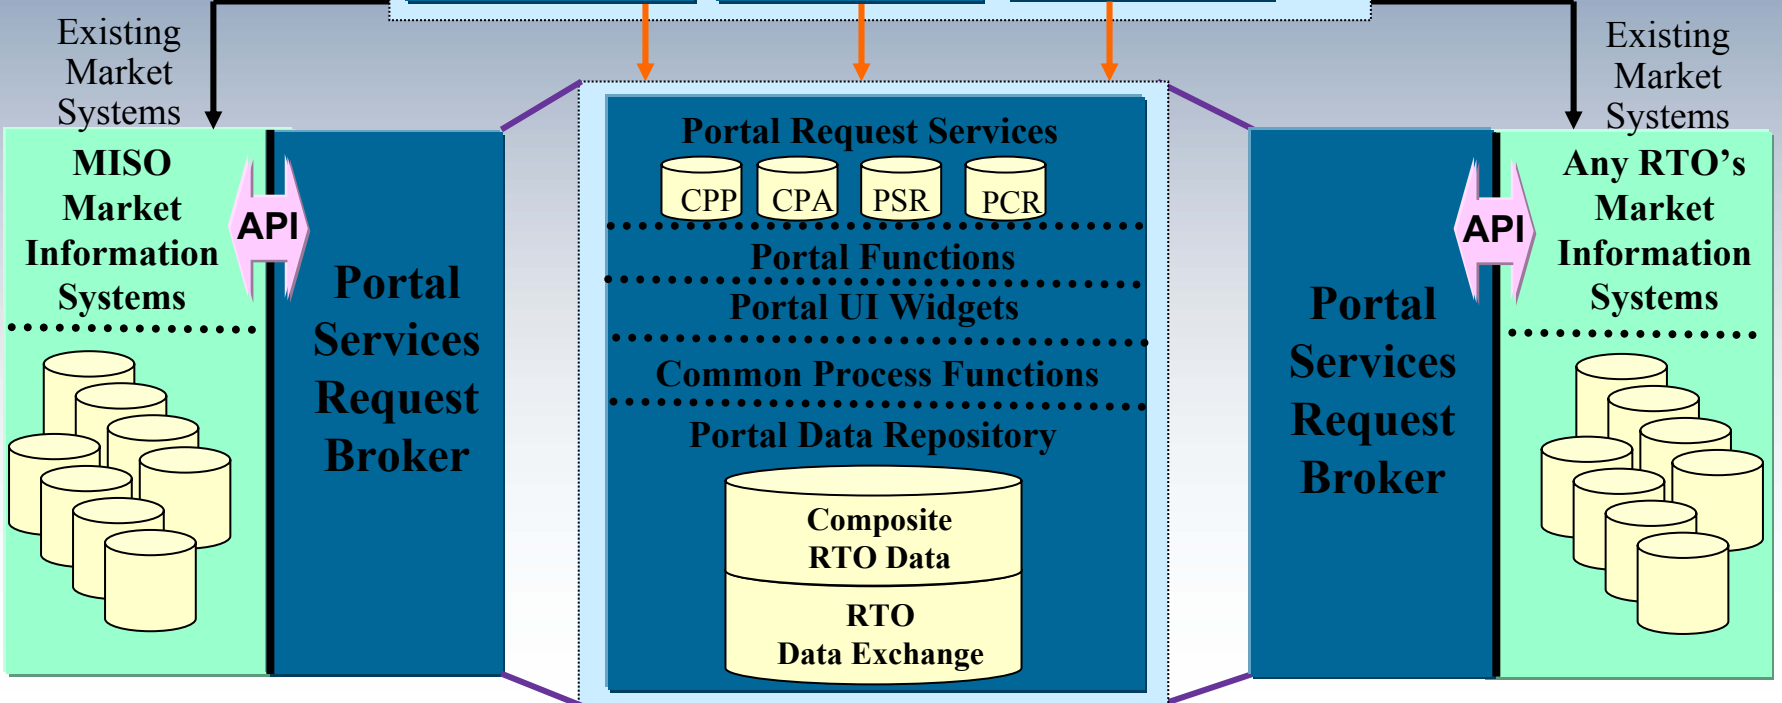 Existing
Market
Systems
MISO
Market
Information
Systems
API
Portal
Services
Request
Broker
Portal Request Services
CPP
CPA
PSR
PCR
Portal Functions
Portal UI Widgets
Common Process Functions
Portal Data Repository
Composite
RTO Data
RTO
Data Exchange
Portal
Services
Request
Broker
API
Existing
Market
Systems
Any RTO’s
Market
Information
Systems